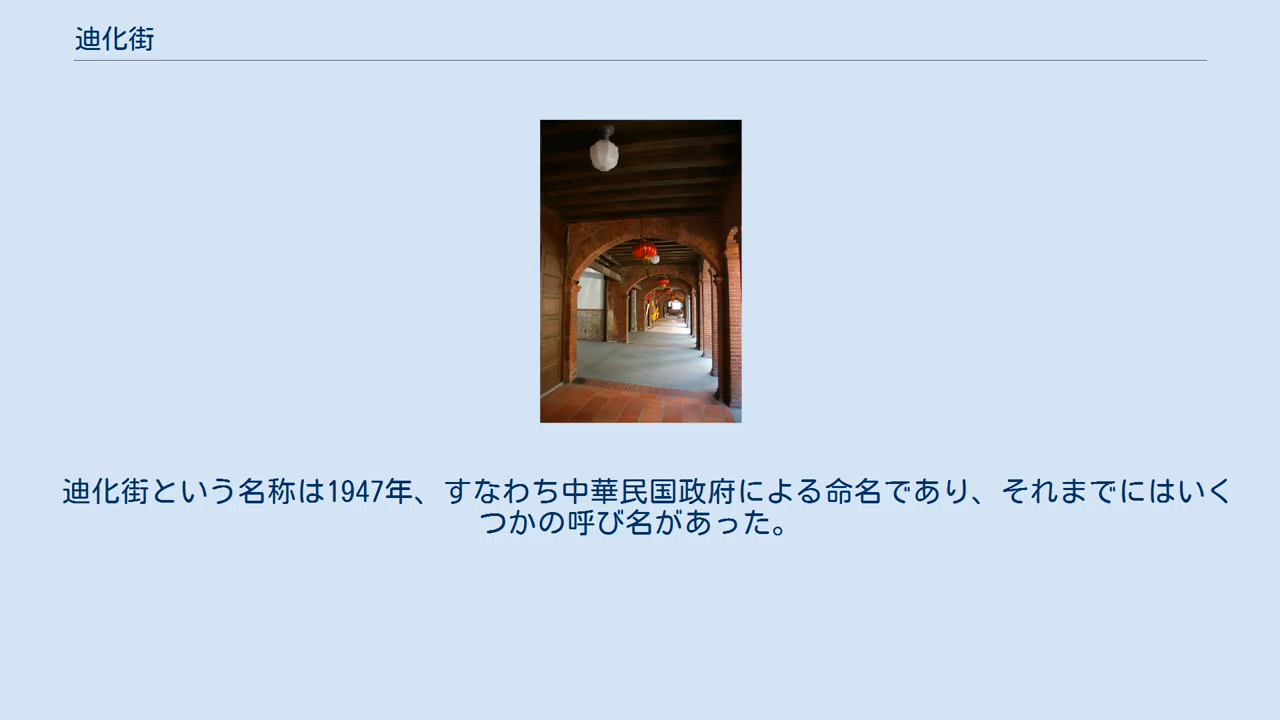 迪化街
迪化街という名称は1947年、すなわち中華民国政府による命名であり、それまでにはいく
つかの呼び名があった。